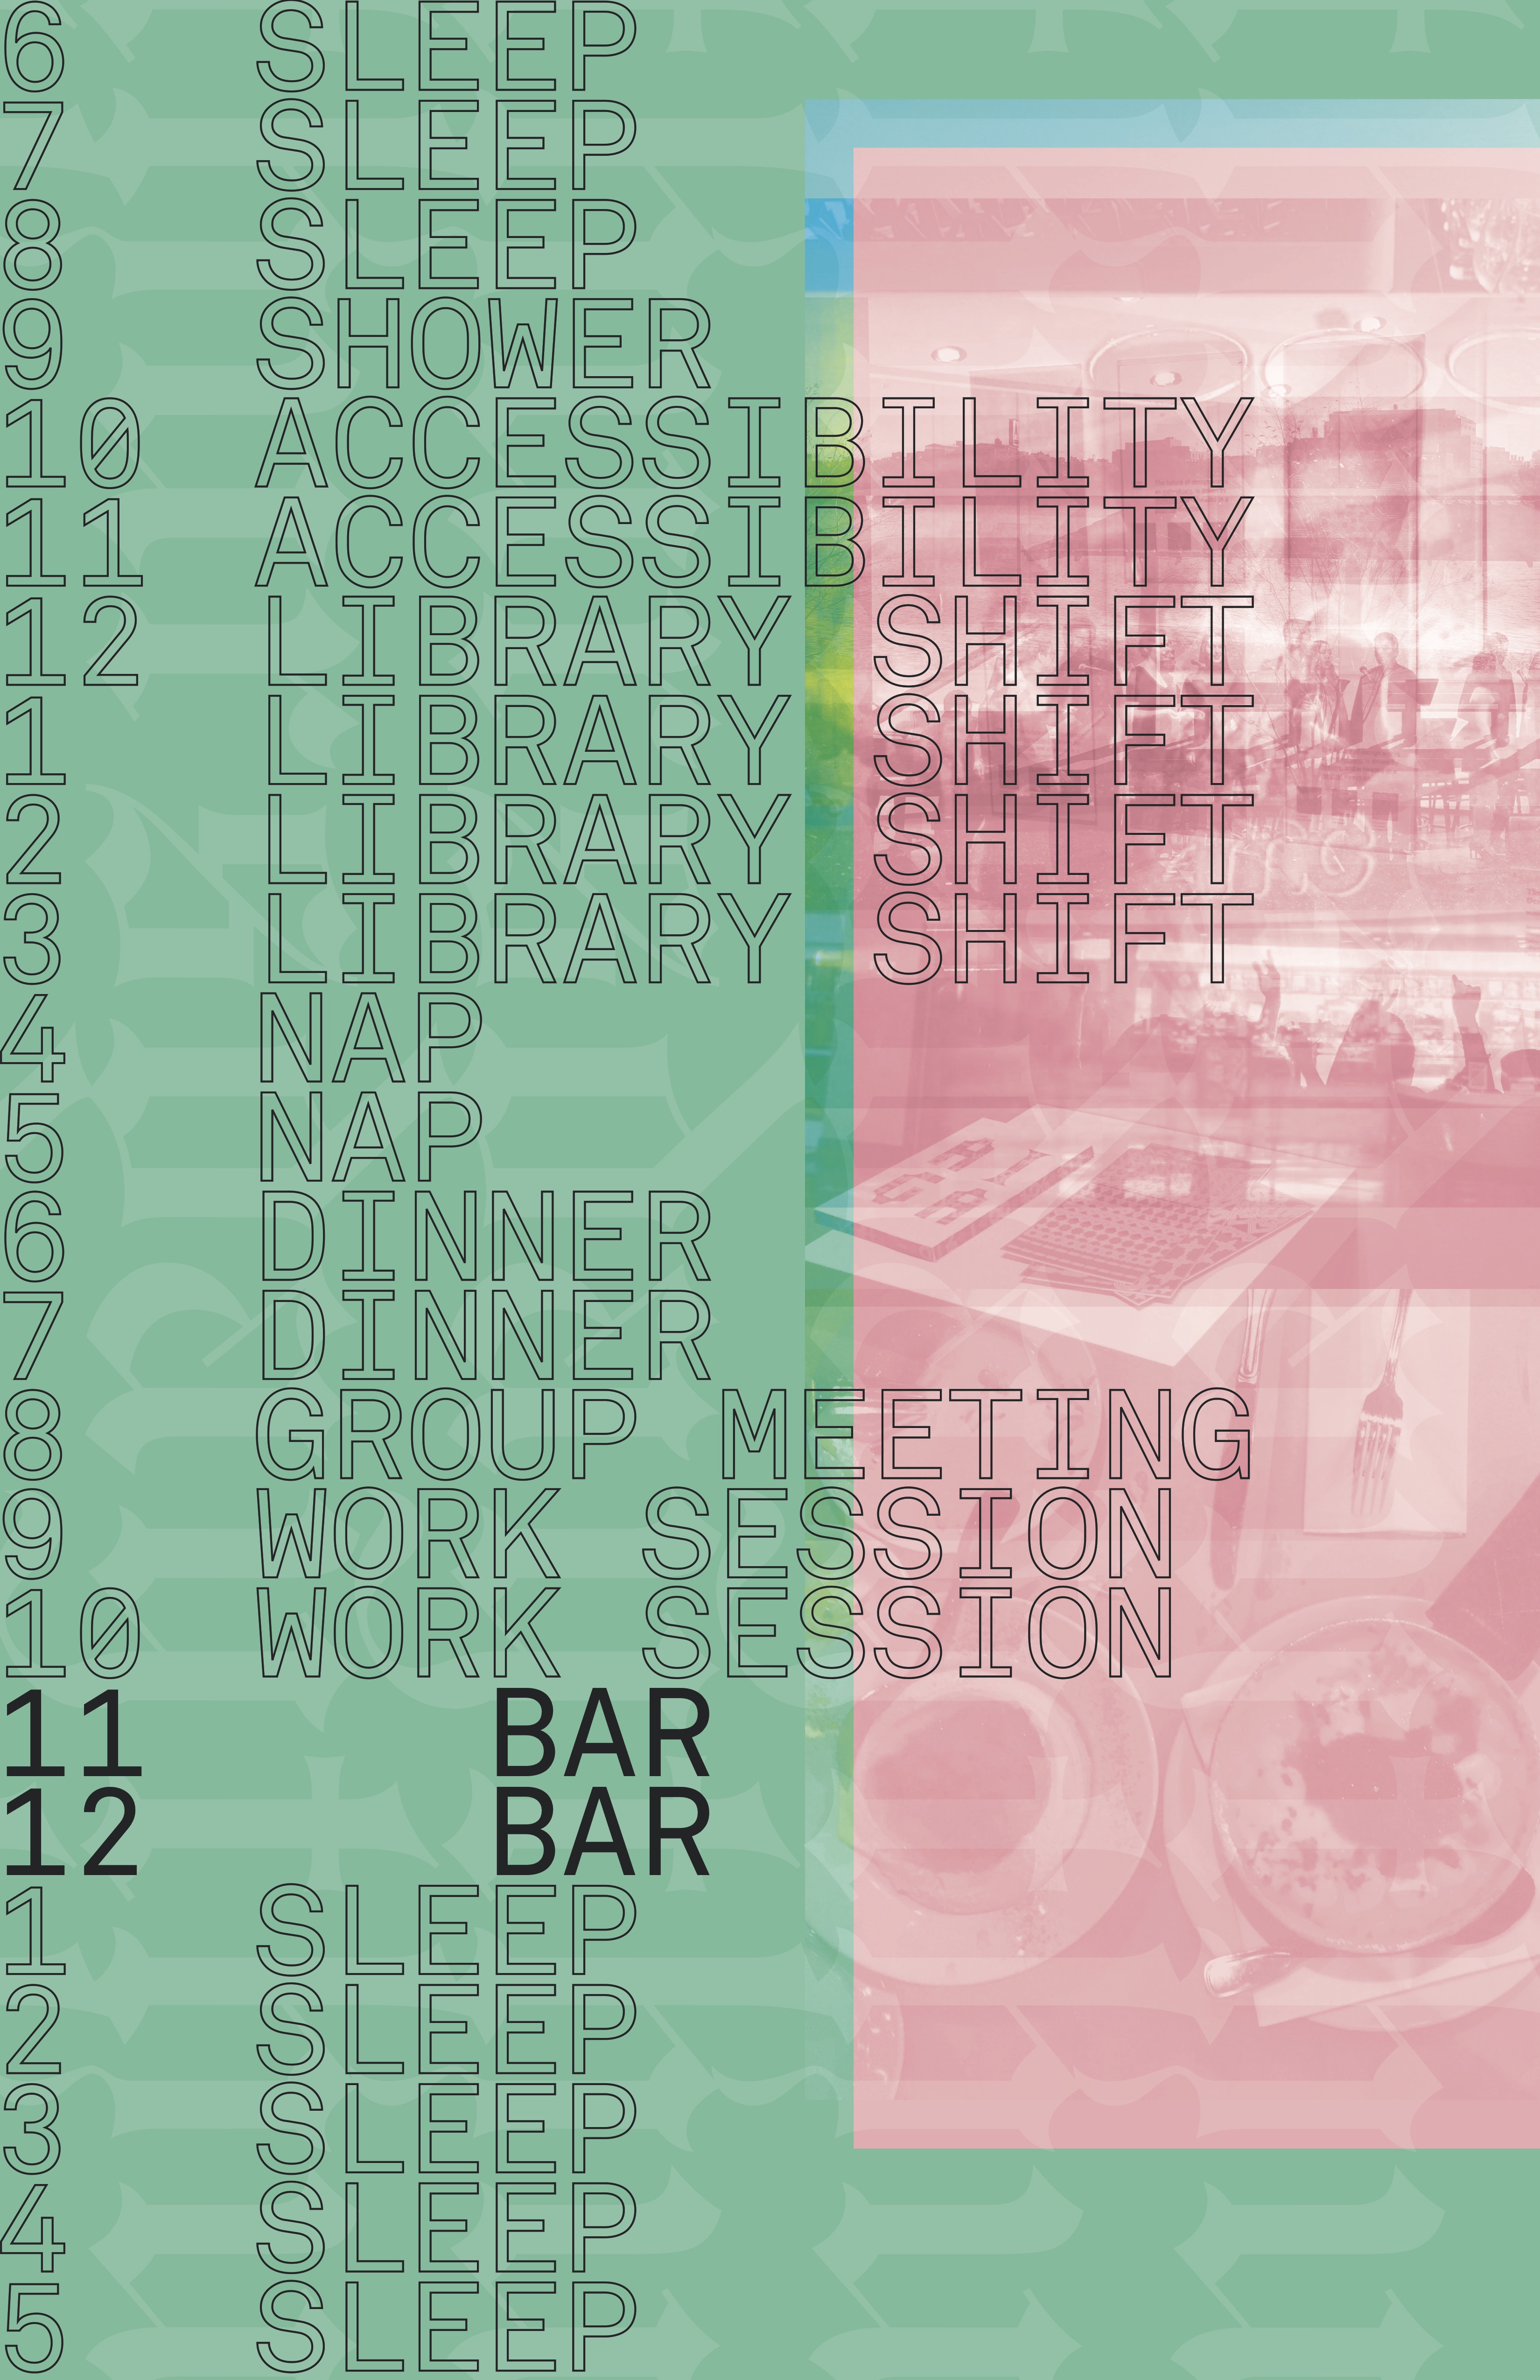 6 SLEEP
7 SLEEP
8 SLEEP
9 SHOWER
10 ACCESSIBILITY
11 ACCESSIBILITY
12 LIBRARY SHIFT
1 LIBRARY SHIFT
2 LIBRARY SHIFT
3 LIBRARY SHIFT
4 NAP
5 NAP
6 DINNER
7 DINNER
8 GROUP MEETING
9 WORK SESSION
10 WORK SESSION
11 BAR
12 BAR
1 SLEEP
2 SLEEP
3 SLEEP
4 SLEEP
5 SLEEP